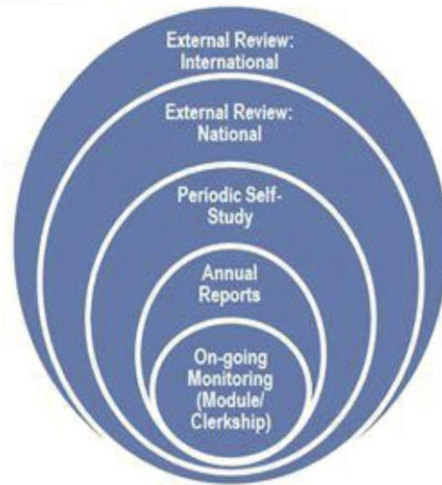 External Review:
International
External Review:
National
Periodic Self-
Study
Annual
Reports
On-going
Monitoring
(Module/
Clerkship)